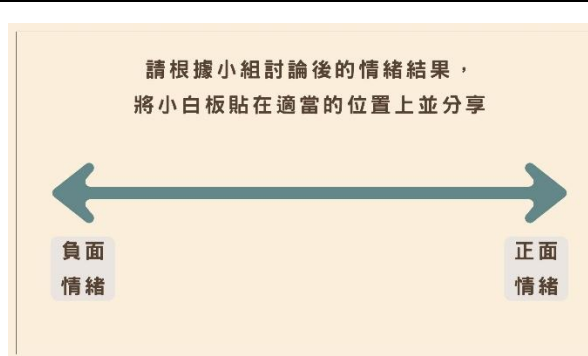 請根據小組討論後的情緒結果，
將小白板貼在適當的位置上並分享
負面
情緒
正面
情緒